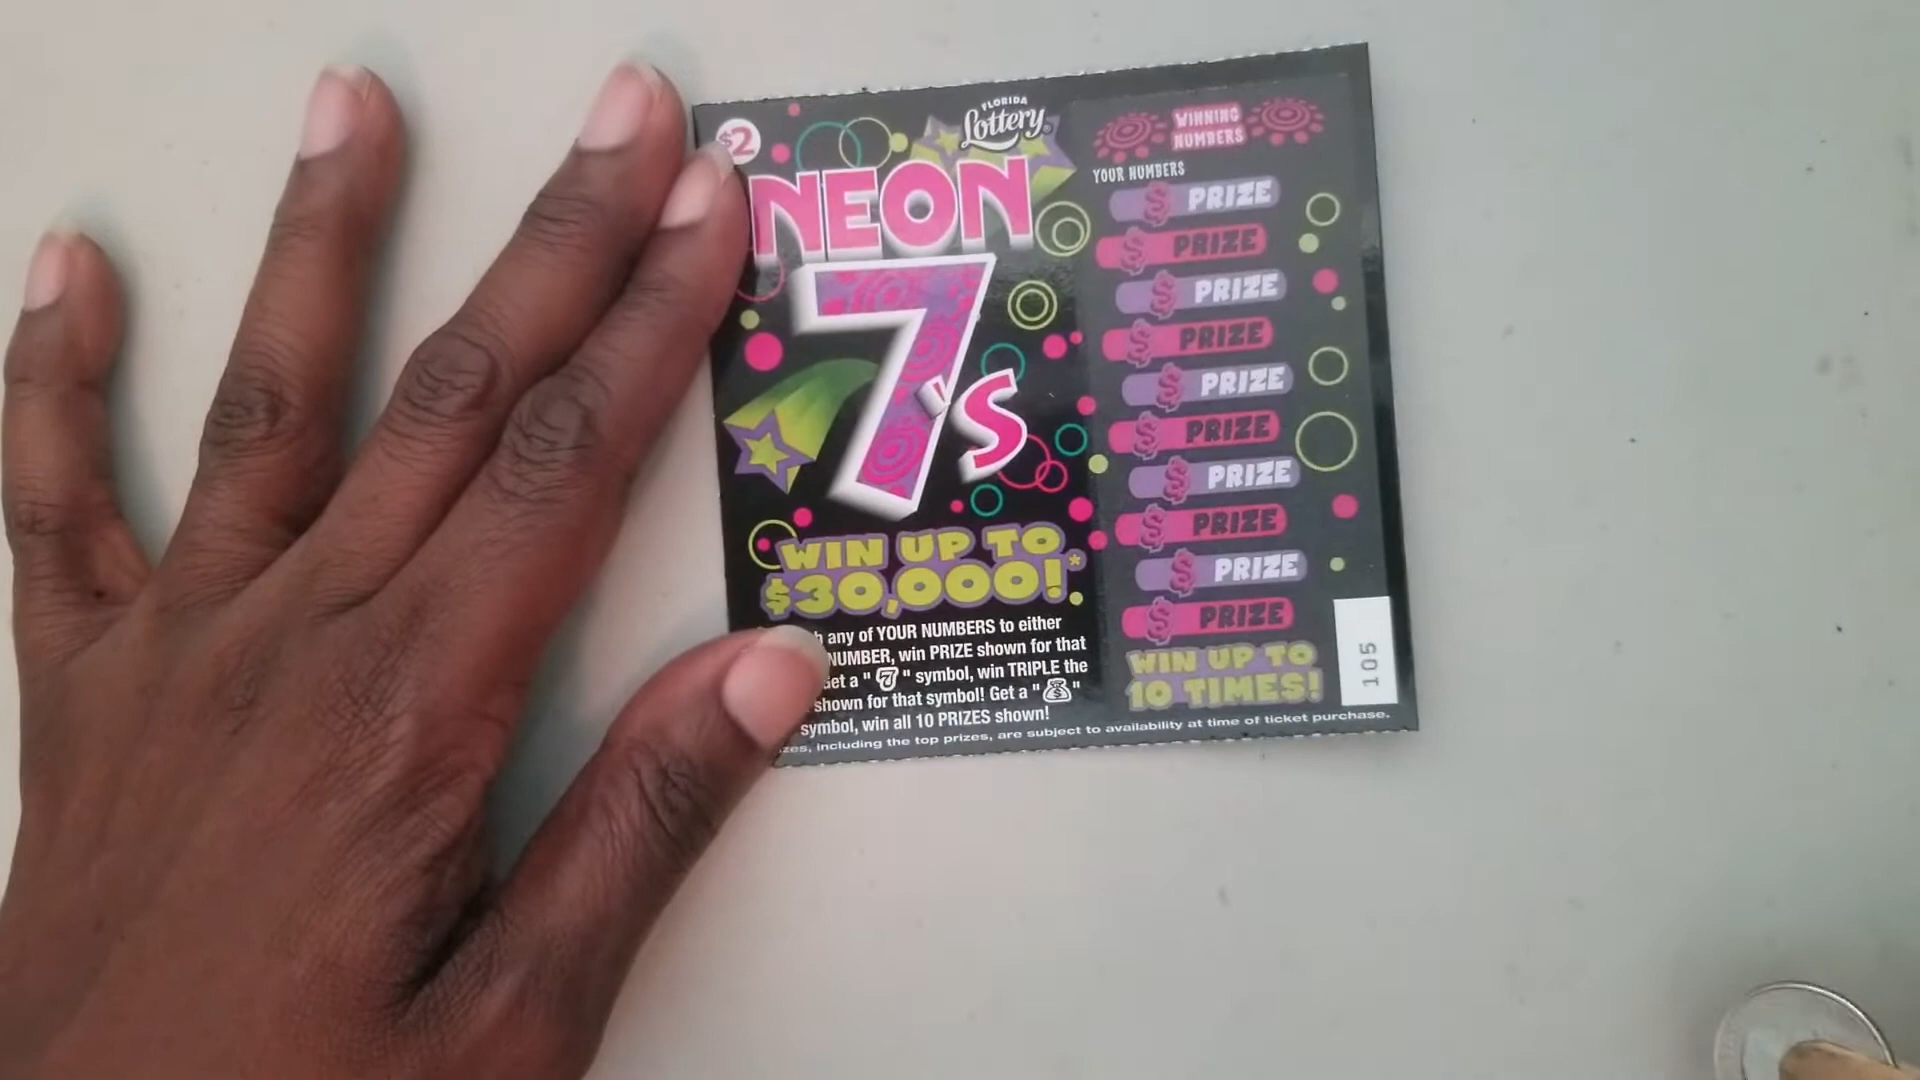 $2
FLORIDA
Lottery
NEON
7's
WIN UP TO
$30,000!*
any of YOUR NUMBERS to either
NUMBER, win PRIZE shown for that
"7" symbol, win TRIPLE the
shown for that symbol! Get a " "
symbol, win all 10 PRIZES shown!
including the top prizes, are subject to availability at time of ticket purchase.
WINNING
NUMBERS
YOUR NUMBERS
$ PRIZE
$ PRIZE
$ PRIZE
$ PRIZE
$ PRIZE
$ PRIZE
$ PRIZE
$ PRIZE
$ PRIZE
$ PRIZE
WIN UP TO
10 TIMES!
105